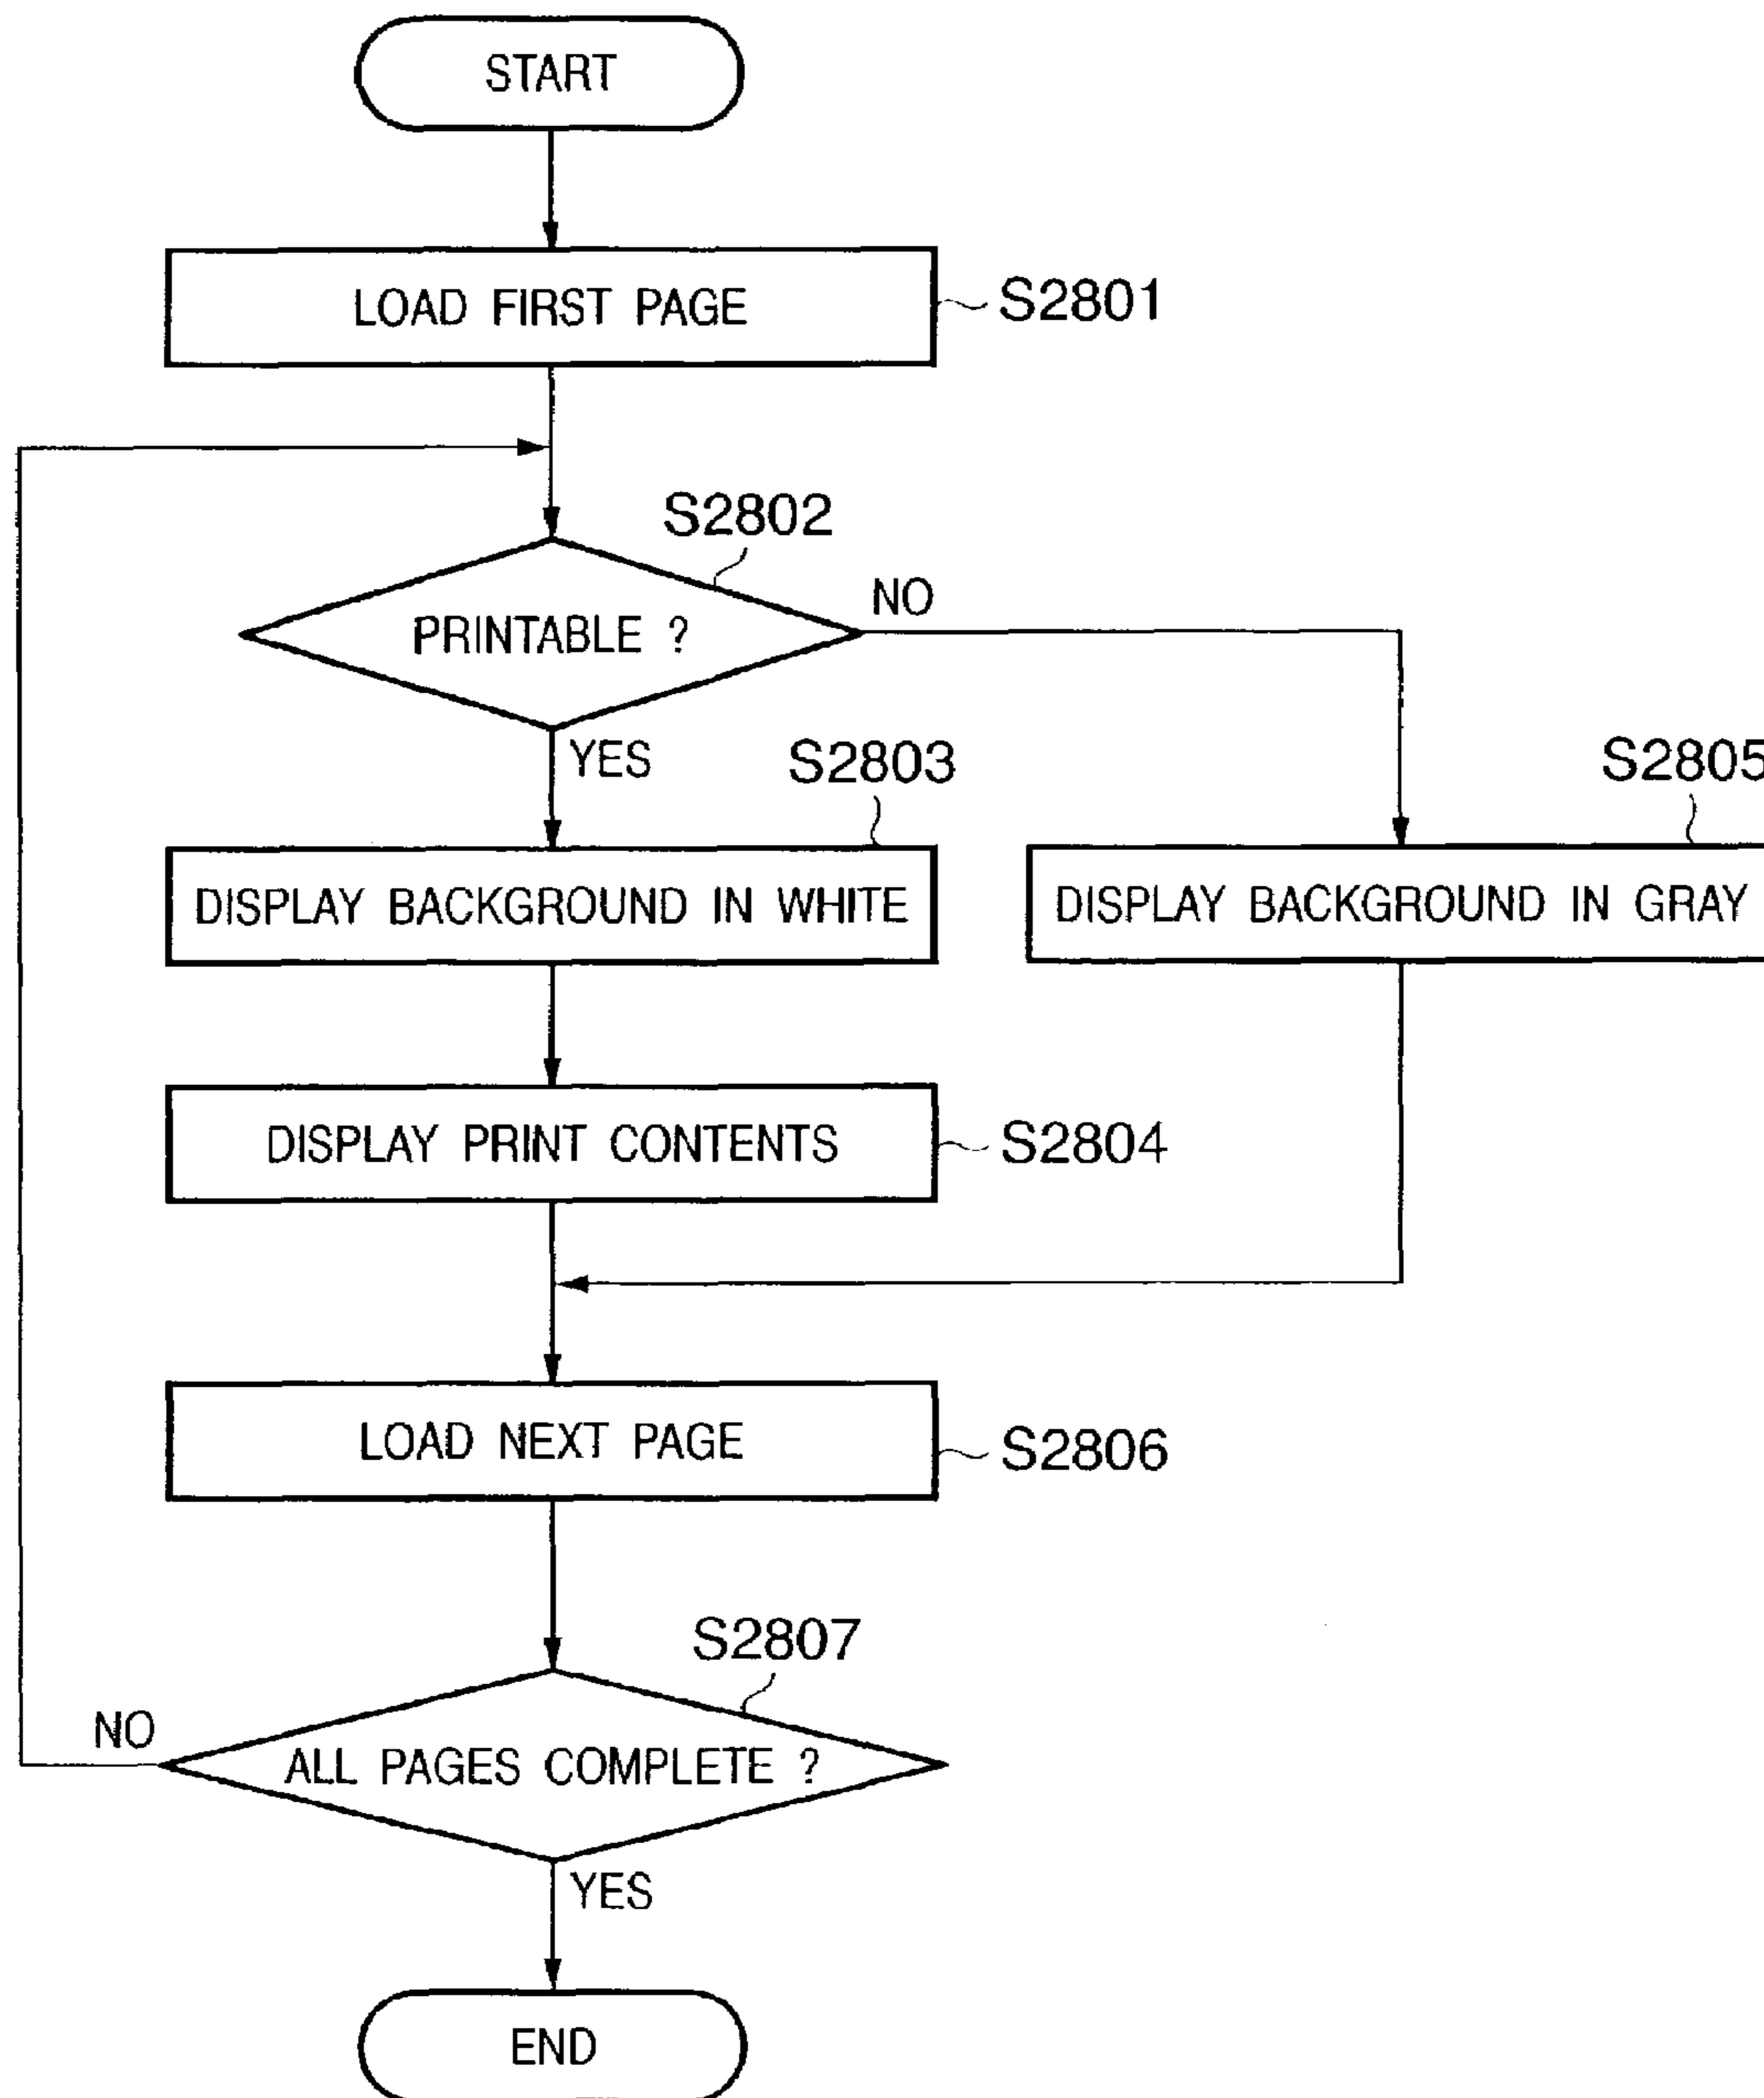 START
LOAD FIRST PAGE
S2801
S2802
PRINTABLE ?
NO
YES
S2803
S2805
DISPLAY BACKGROUND IN WHITE
DISPLAY BACKGROUND IN GRAY
DISPLAY PRINT CONTENTS
S2804
LOAD NEXT PAGE
S2806
S2807
NO
ALL PAGES COMPLETE ?
YES
END